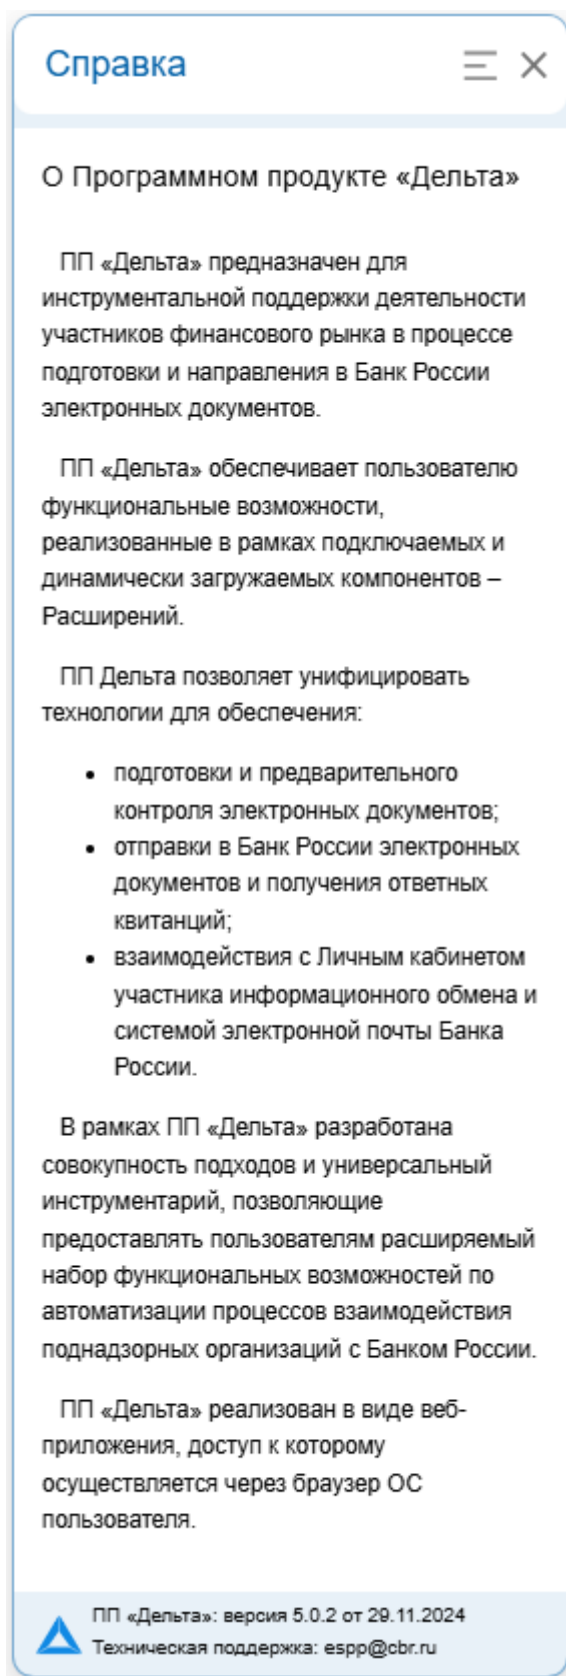 Справка
О Программном продукте «Дельта»
ПП «Дельта» предназначен для
инструментальной поддержки деятельности
участников финансового рынка в процессе
подготовки и направления в Банк России
электронных документов.
ПП «Дельта» обеспечивает пользователю
функциональные возможности,
реализованные в рамках подключаемых и
динамически загружаемых компонентов –
Расширений.
ПП Дельта позволяет унифицировать
технологии для обеспечения:
• подготовки и предварительного
контроля электронных документов;
• отправки в Банк России электронных
документов и получения ответных
квитанций;
• взаимодействия с Личным кабинетом
участника информационного обмена и
системой электронной почты Банка
России.
В рамках ПП «Дельта» разработана
совокупность подходов и универсальный
инструментарий, позволяющие
предоставлять пользователям расширяемый
набор функциональных возможностей по
автоматизации процессов взаимодействия
поднадзорных организаций с Банком России.
ПП «Дельта» реализован в виде веб-
приложения, доступ к которому
осуществляется через браузер ОС
пользователя.
ПП «Дельта»: версия 5.0.2 от 29.11.2024
Техническая поддержка: espp@cbr.ru